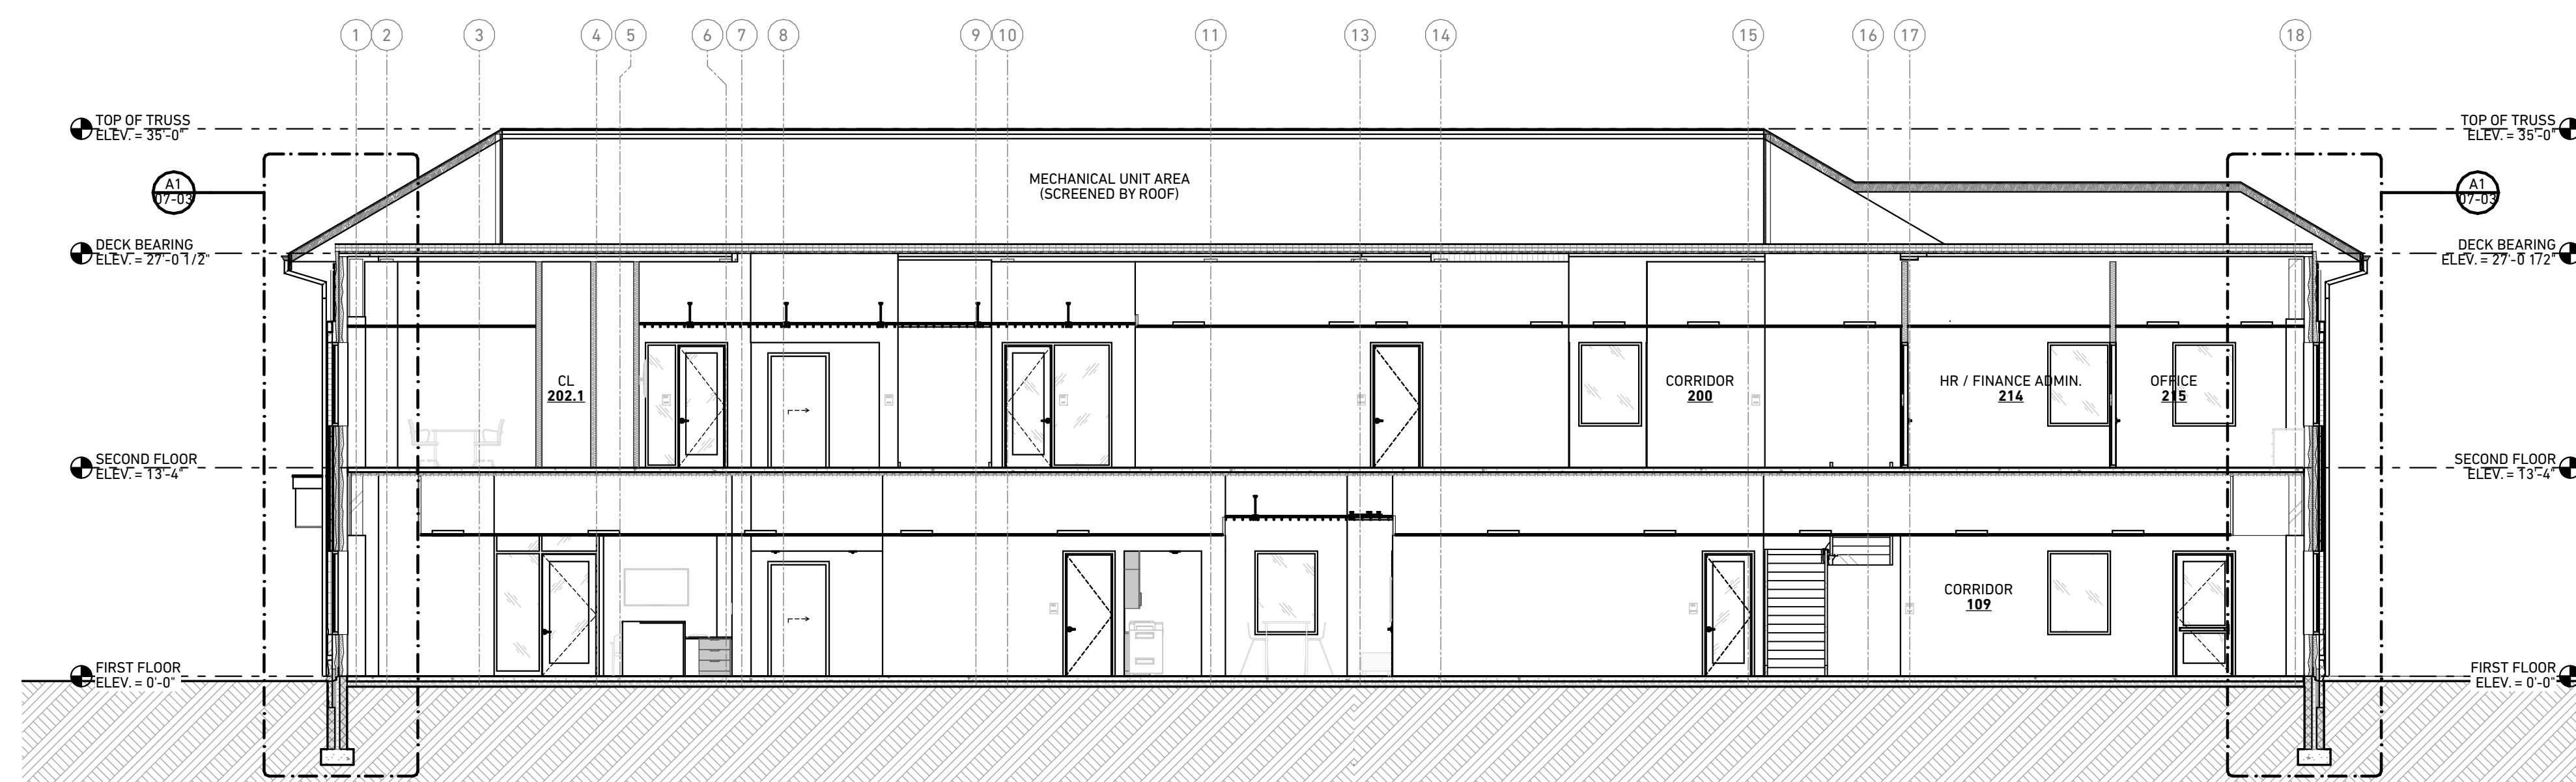 1 2 3 4 5 6 7 8 9 10 11 13 14 15 16 17 18
TOP OF TRUSS
ELEV. = 35'-0"
TOP OF TRUSS
ELEV. = 35'-0"
A1
07-03
MECHANICAL UNIT AREA
(SCREENED BY ROOF)
A1
07-03
DECK BEARING
ELEV. = 27'-0 1/2"
DECK BEARING
ELEV. = 27'-0 1/2"
CL
202.1
CORRIDOR
200
HR / FINANCE ADMIN.
214
OFFICE
215
SECOND FLOOR
ELEV. = 13'-4"
SECOND FLOOR
ELEV. = 13'-4"
CORRIDOR
109
FIRST FLOOR
ELEV. = 0'-0"
FIRST FLOOR
ELEV. = 0'-0"